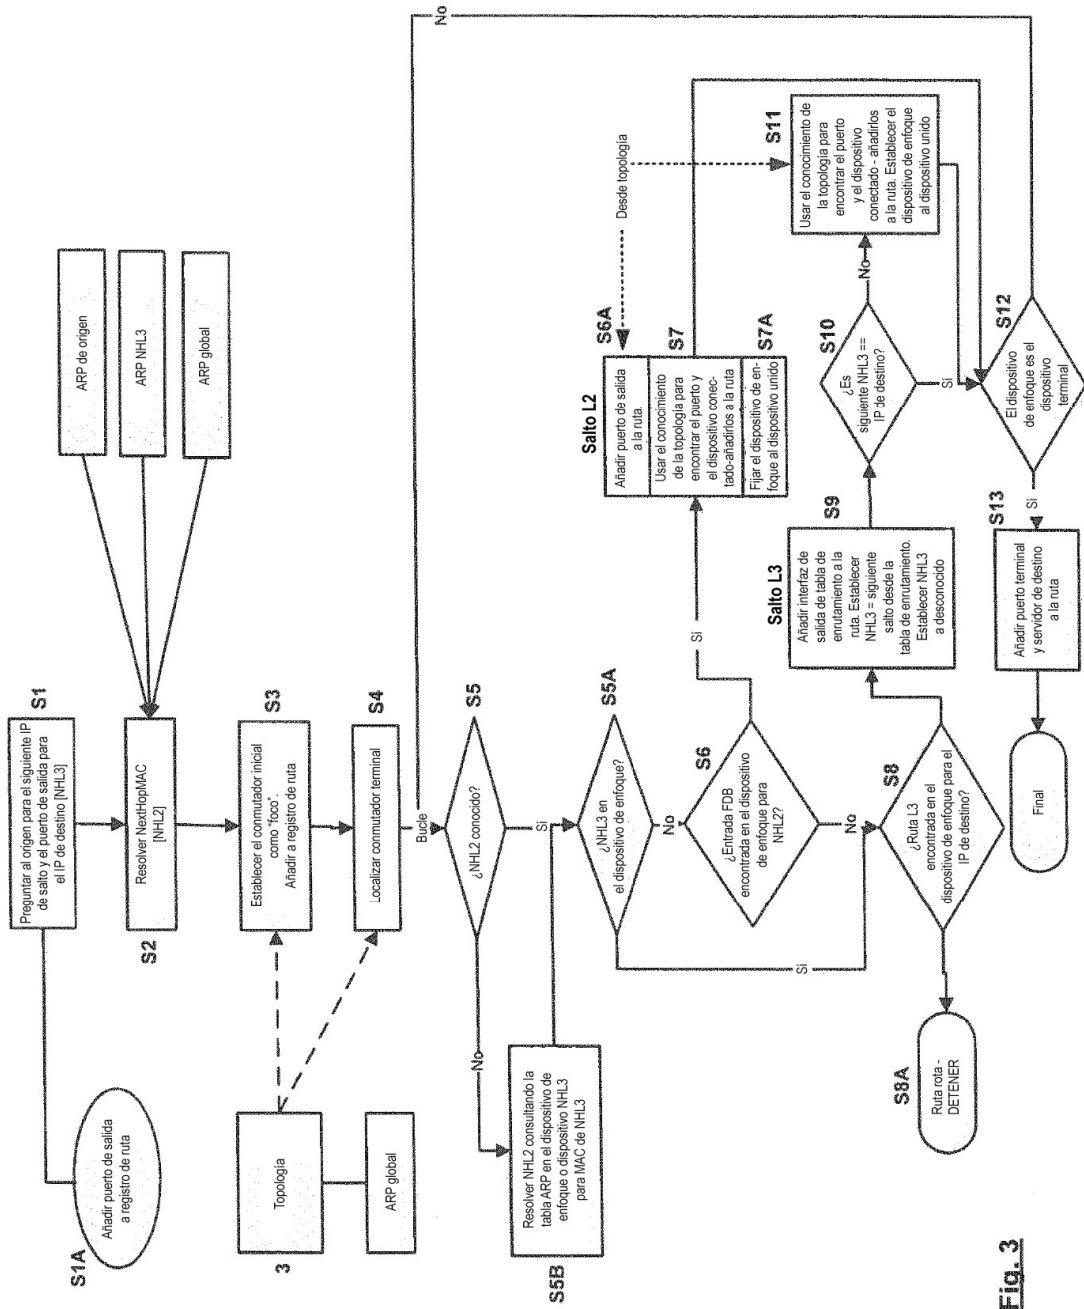 S1
Preguntar al origen para el siguiente IP
de salto y el puerto de salida para
el IP de destino [NHL3]
S1A
Añadir puerto de salida
a registro de ruta
ARP de origen
ARP NHL3
ARP global
S2
Resolver NextHopMAC
[NHL2]
S3
Establecer el conmutador inicial
como "foco".
Añadir a registro de ruta
S4
Localizar conmutador terminal
3
Topología
ARP global
Bucle
No
S5
¿NHL2 conocido?
Si
No
S5B
Resolver NHL2 consultando la
tabla ARP en el dispositivo de
enfoque o dispositivo NHL3
para MAC de NHL3
S5A
¿NHL3 en
el dispositivo de enfoque?
No
Si
S6
¿Entrada FDB
encontrada en el dispositivo
de enfoque para
NHL2?
Si
No
Salto L2
S6A
Añadir puerto de salida
a la ruta.
S7
Usar el conocimiento
de la topología para
encontrar el puerto y
el dispositivo conec-
tado-añadirlos a la ruta
S7A
Fijar el dispositivo de en-
foque al dispositivo unido
Desde topología
S8
¿Ruta L3
encontrada en el
dispositivo de enfoque para el
IP de destino?
S8A
Ruta rota -
DETENER
Salto L3
S9
Añadir interfaz de
salida de tabla de
enrutamiento a la
ruta. Establecer
NHL3 = siguiente
salto desde la
tabla de enrutamiento.
Establecer NHL3
a desconocido
S10
¿Es
siguiente NHL3 ==
IP de destino?
No
Si
S11
Usar el conocimiento de
la topología para
encontrar el puerto
y el dispositivo
conectado - añadirlos
a la ruta. Establecer el
dispositivo de enfoque
al dispositivo unido
S12
El dispositivo
de enfoque es el
dispositivo
terminal
Si
S13
Añadir puerto terminal
y servidor de destino
a la ruta
Final
Fig. 3